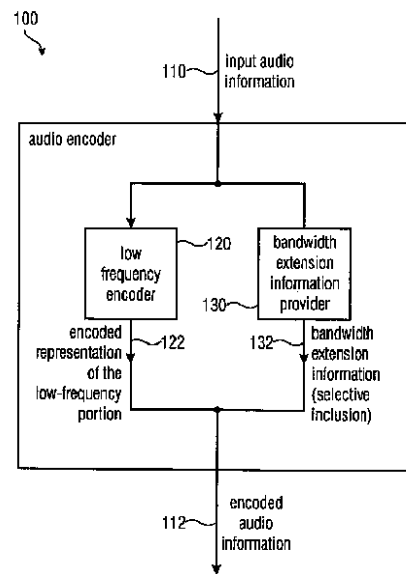 100
110
input audio
information
audio encoder
low
frequency
encoder
120
bandwidth
extension
information
provider
130
encoded
representation
of the
low-frequency
portion
122
132
bandwidth
extension
information
(selective
inclusion)
112
encoded
audio
information